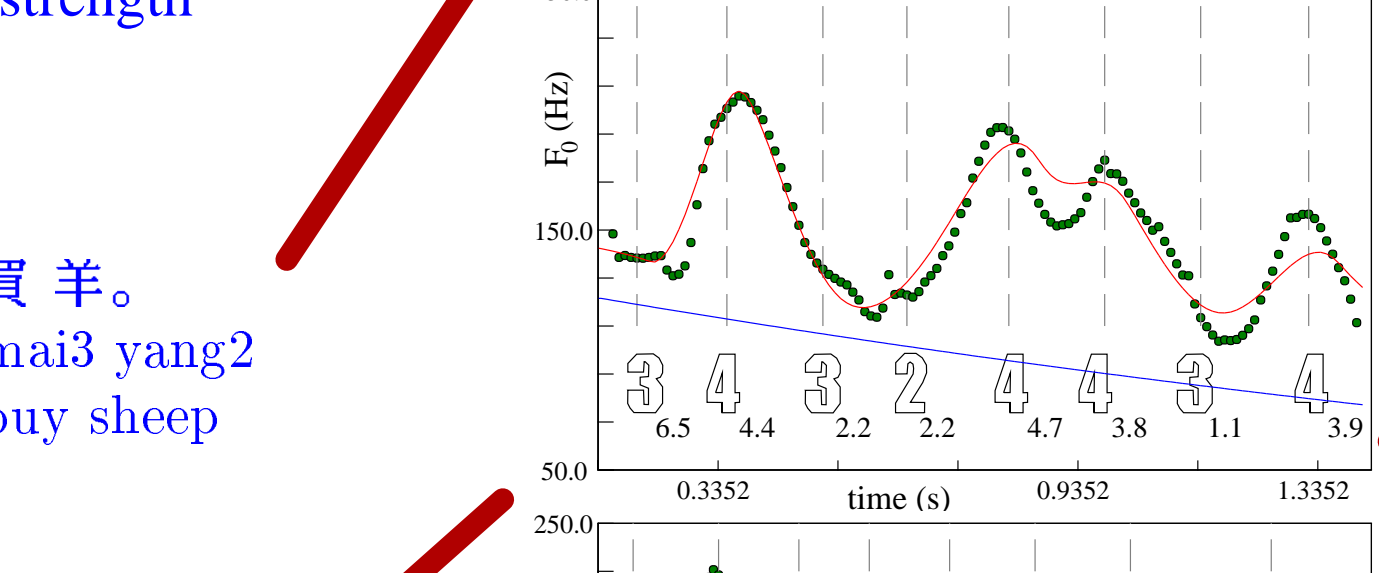 strength
買 羊。
mai3 yang2
buy sheep
F0 (Hz)
150.0
50.0
3 4 3 2 4 4 3 4
6.5 4.4 2.2 2.2 4.7 3.8 1.1 3.9
0.3352 0.9352 1.3352
time (s)
250.0